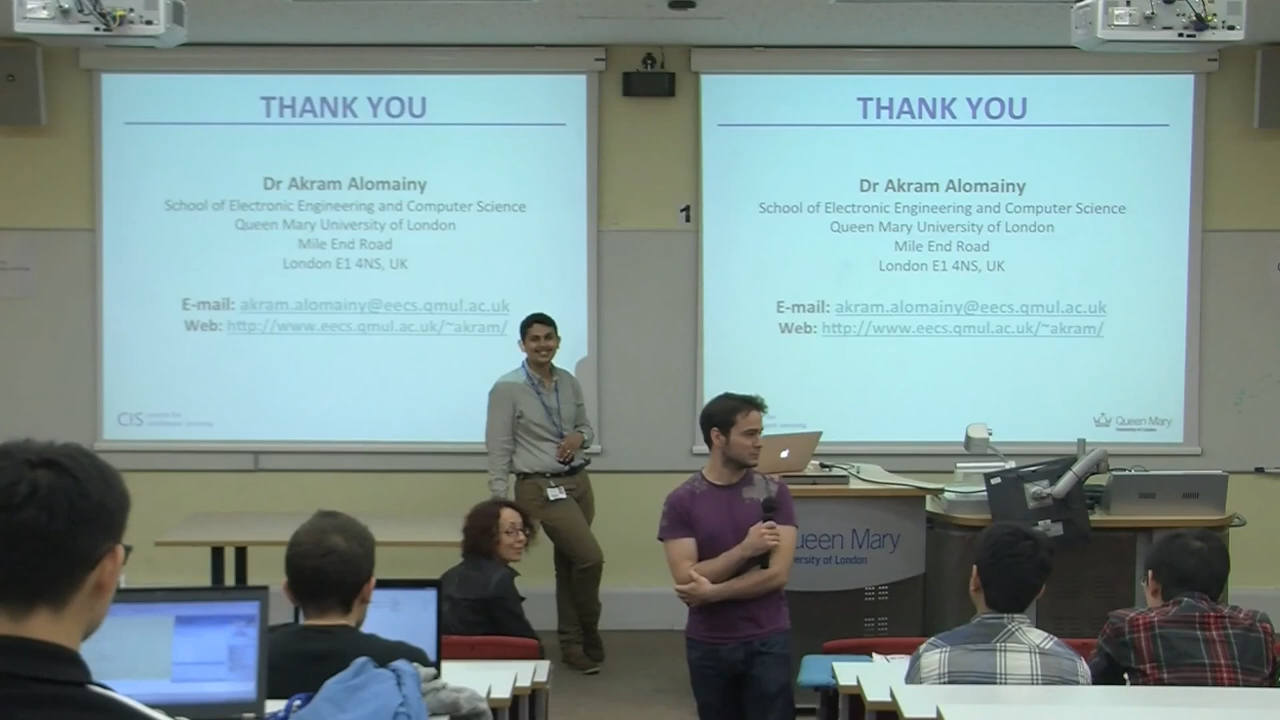 THANK YOU
Dr Akram Alomainy
School of Electronic Engineering and Computer Science
Queen Mary University of London
Mile End Road
London E1 4NS, UK
E-mail: akram.alomainy@eecs.qmul.ac.uk
Web: http://www.eecs.qmul.ac.uk/~akram/
CIS
1
THANK YOU
Dr Akram Alomainy
School of Electronic Engineering and Computer Science
Queen Mary University of London
Mile End Road
London E1 4NS, UK
E-mail: akram.alomainy@eecs.qmul.ac.uk
Web: http://www.eecs.qmul.ac.uk/~akram/
Queen Mary
University of London
ueen Mary
ersity of London